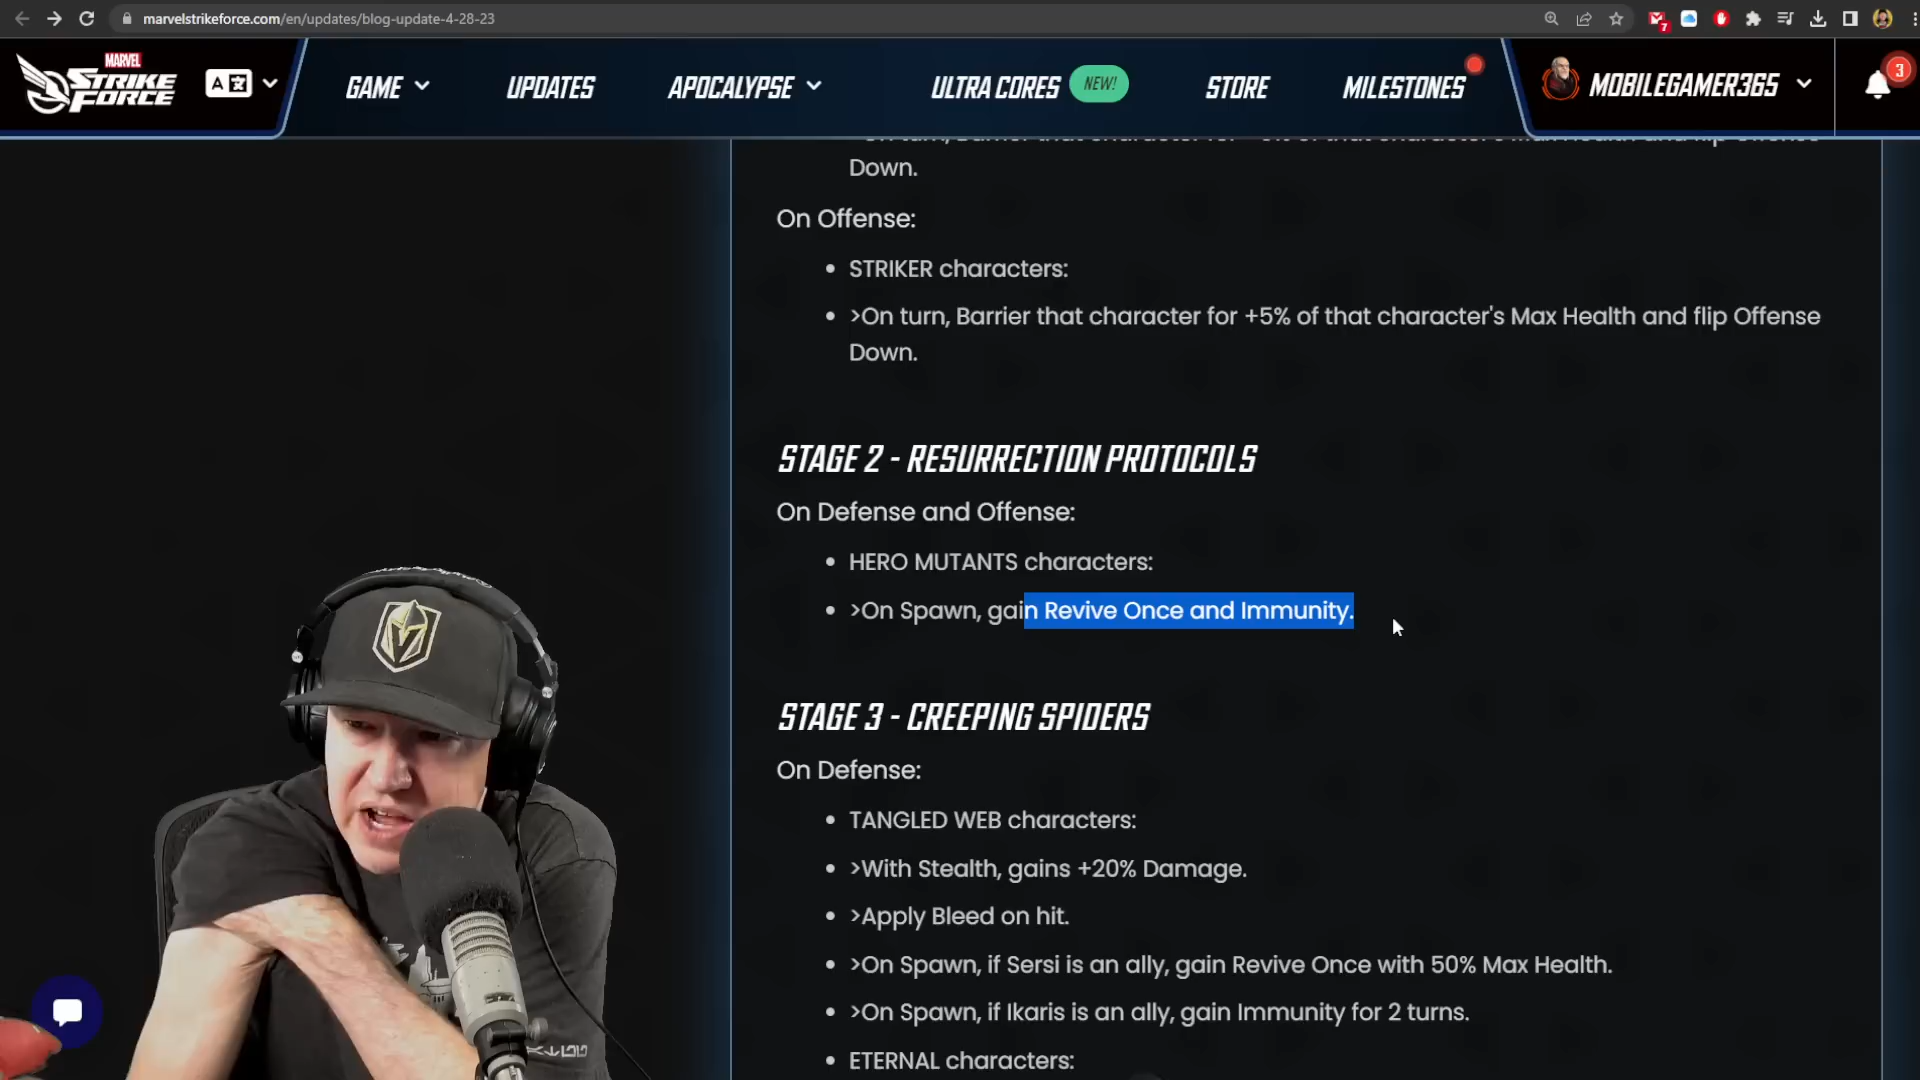 marvelstrikeforce.com/en/updates/blog-update-4-28-23
7
MARVEL
STRIKE
FORCE
GAME
UPDATES
APOCALYPSE
ULTRA CORES
NEW!
STORE
MILESTONES
MOBILEGAMER365
3
Down.
On Offense:
STRIKER characters:
>On turn, Barrier that character for +5% of that character's Max Health and flip Offense
Down.
STAGE 2 - RESURRECTION PROTOCOLS
On Defense and Offense:
HERO MUTANTS characters:
>On Spawn, gain Revive Once and Immunity.
STAGE 3 - CREEPING SPIDERS
On Defense:
TANGLED WEB characters:
>With Stealth, gains +20% Damage.
>Apply Bleed on hit.
>On Spawn, if Sersi is an ally, gain Revive Once with 50% Max Health.
>On Spawn, if Ikaris is an ally, gain Immunity for 2 turns.
ETERNAL characters: